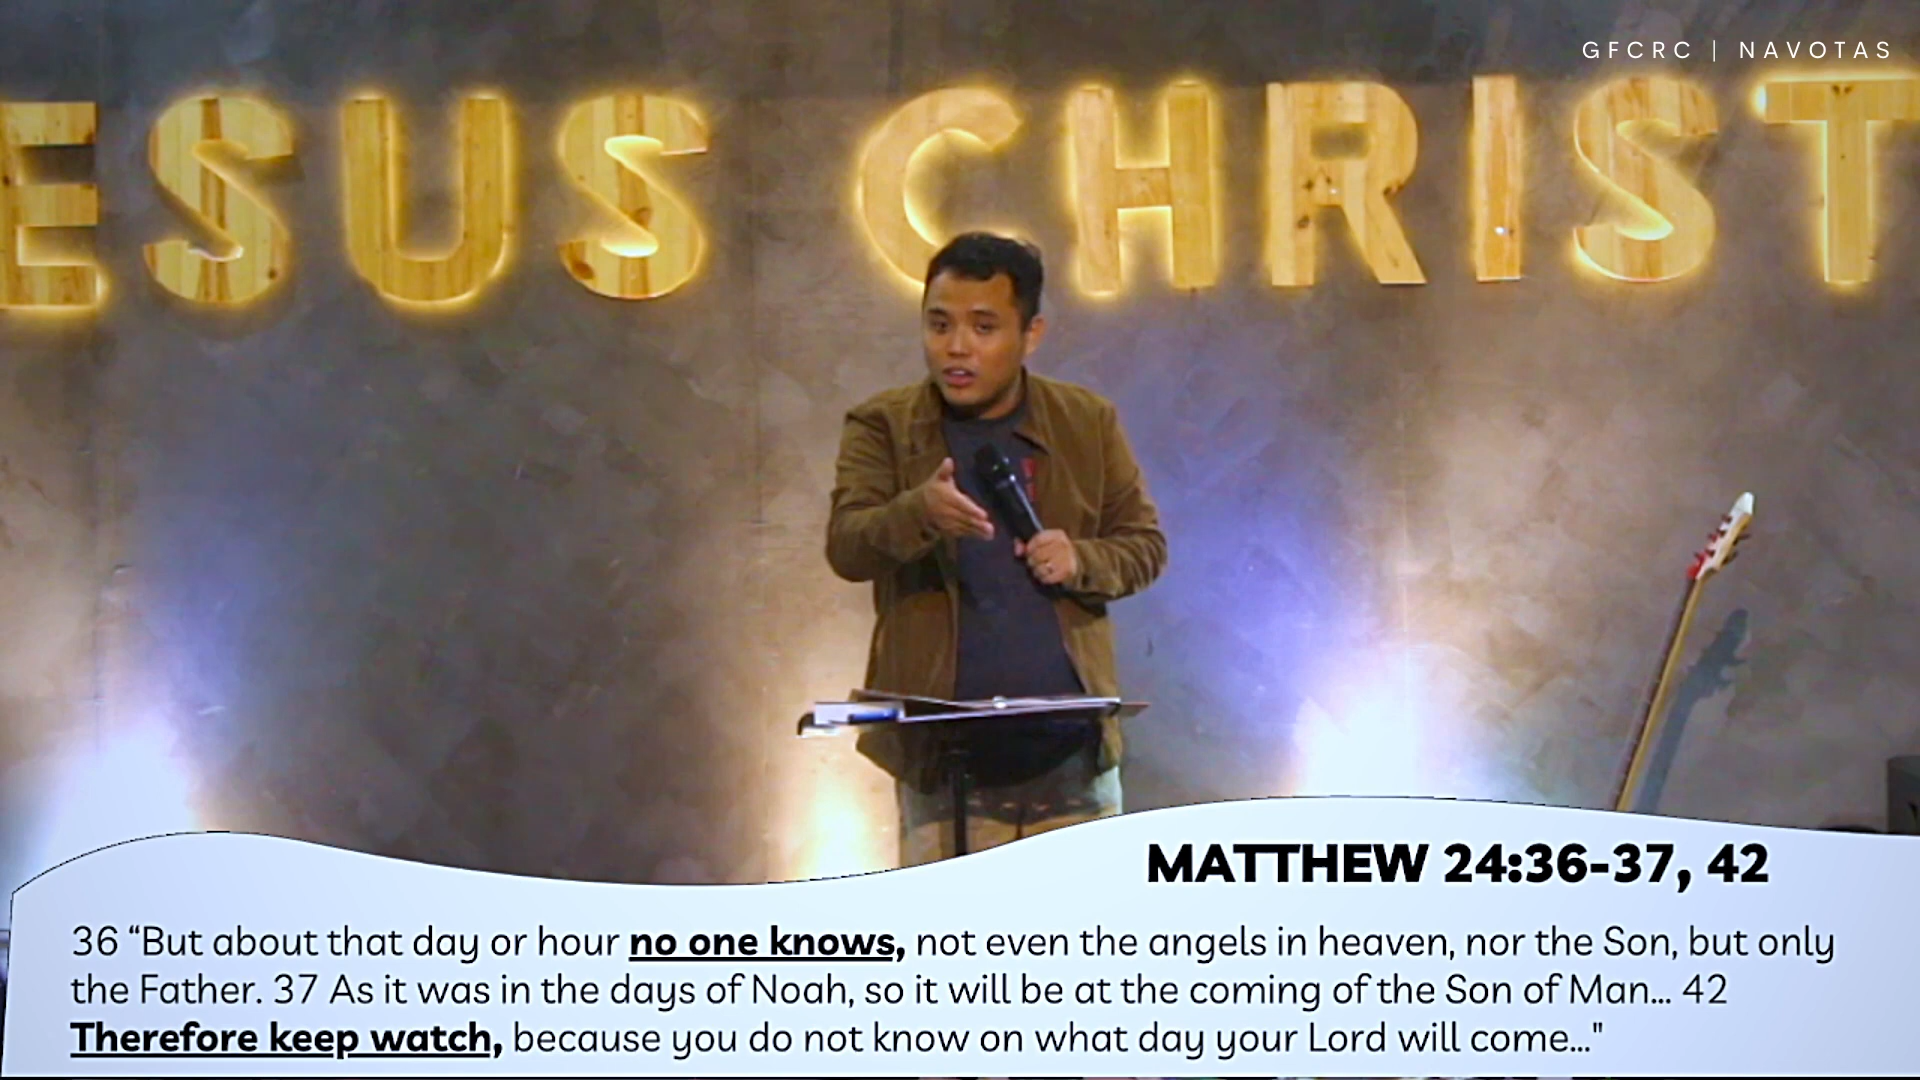 GFCRC | NAVOTAS
ESUS CHRIST
MATTHEW 24:36-37, 42
36 “But about that day or hour no one knows, not even the angels in heaven, nor the Son, but only
the Father. 37 As it was in the days of Noah, so it will be at the coming of the Son of Man... 42
Therefore keep watch, because you do not know on what day your Lord will come..."